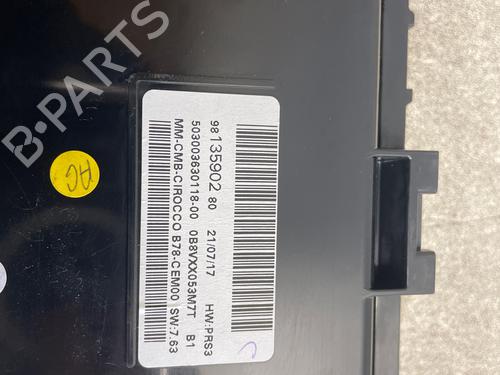 98135902 80 21/07/17 HW:PRS3
503003630118-00 0B8VXX053M7T B1
MM-CMB-CIROCCO B78-CEM00 SW:7.63
AC
B-PARTS